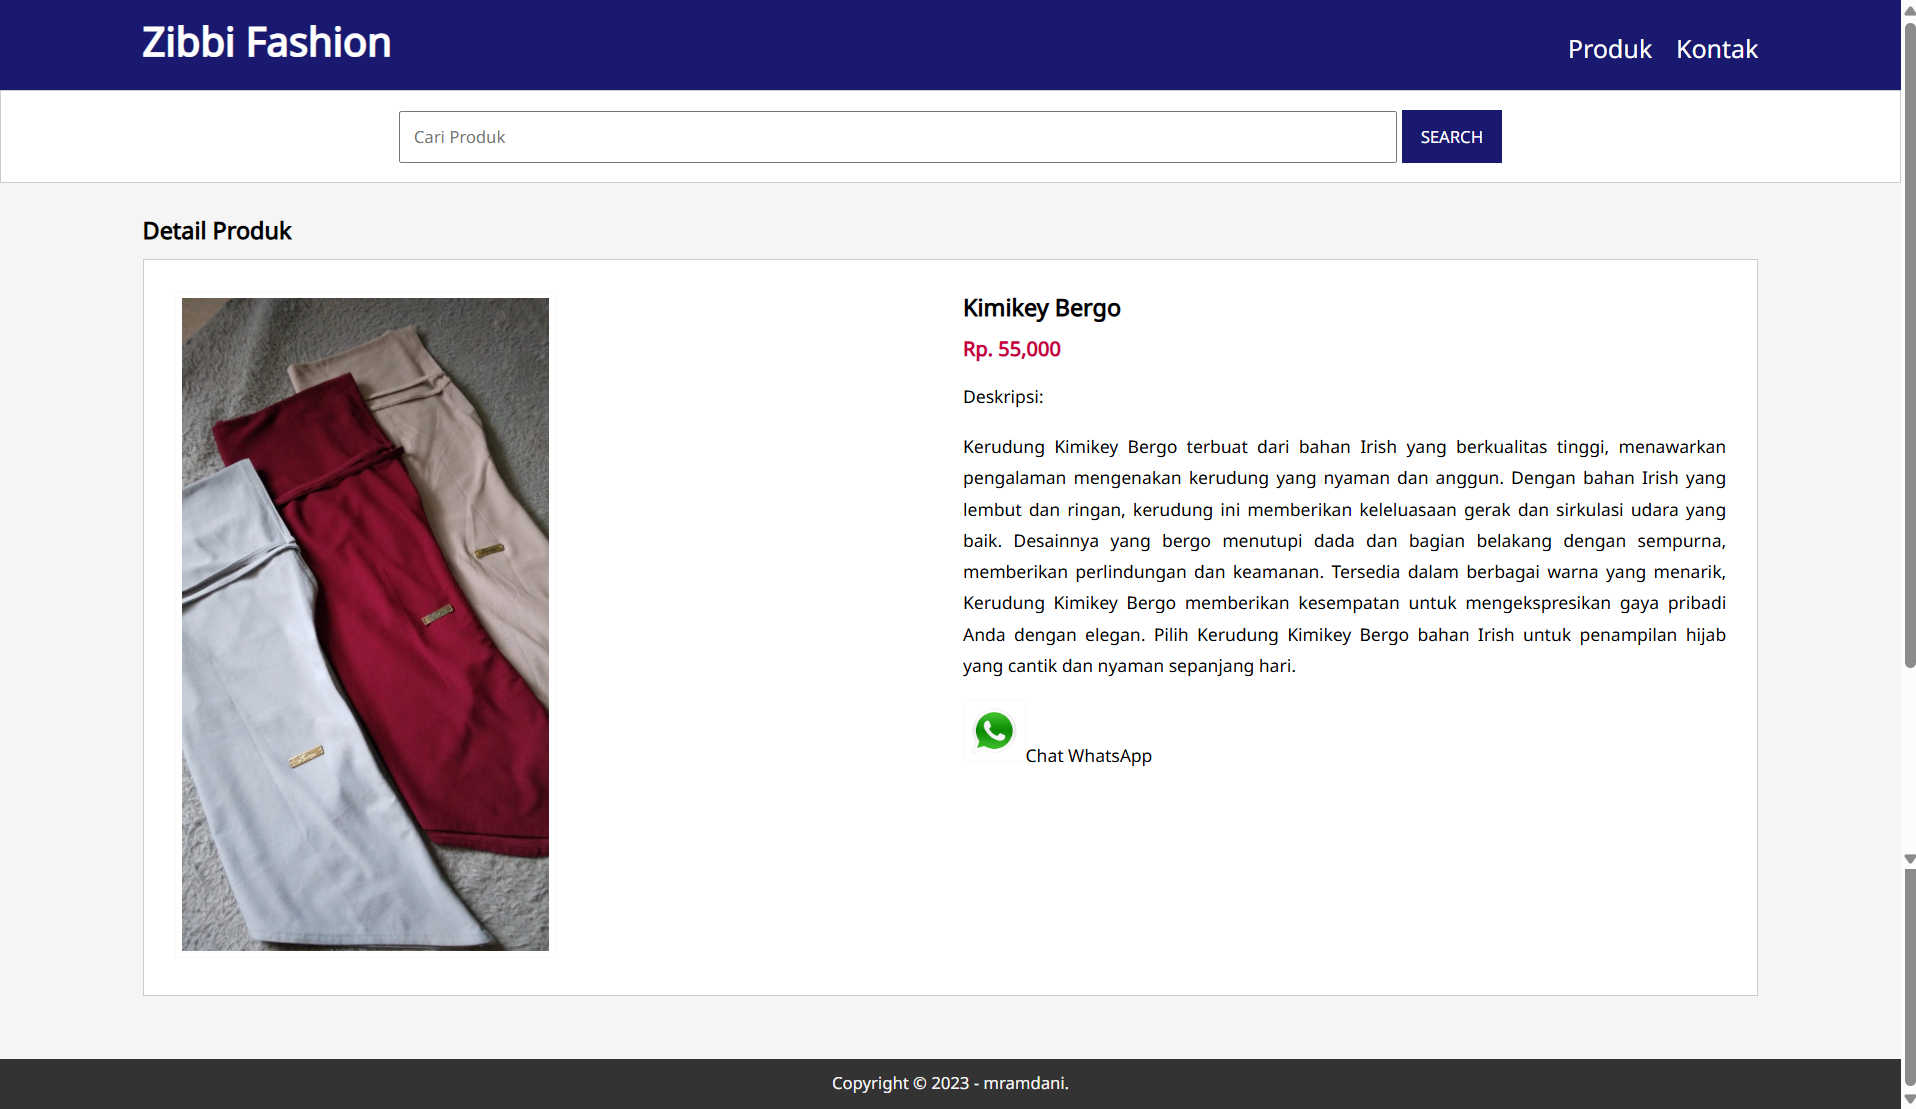 Zibbi Fashion
Produk Kontak
Cari Produk
SEARCH
Detail Produk
Kimikey Bergo
Rp. 55,000
Deskripsi:
Kerudung Kimikey Bergo terbuat dari bahan Irish yang berkualitas tinggi, menawarkan
pengalaman mengenakan kerudung yang nyaman dan anggun. Dengan bahan Irish yang
lembut dan ringan, kerudung ini memberikan keleluasaan gerak dan sirkulasi udara yang
baik. Desainnya yang bergo menutupi dada dan bagian belakang dengan sempurna,
memberikan perlindungan dan keamanan. Tersedia dalam berbagai warna yang menarik,
Kerudung Kimikey Bergo memberikan kesempatan untuk mengekspresikan gaya pribadi
Anda dengan elegan. Pilih Kerudung Kimikey Bergo bahan Irish untuk penampilan hijab
yang cantik dan nyaman sepanjang hari.
Chat WhatsApp
Copyright © 2023 - mramdani.